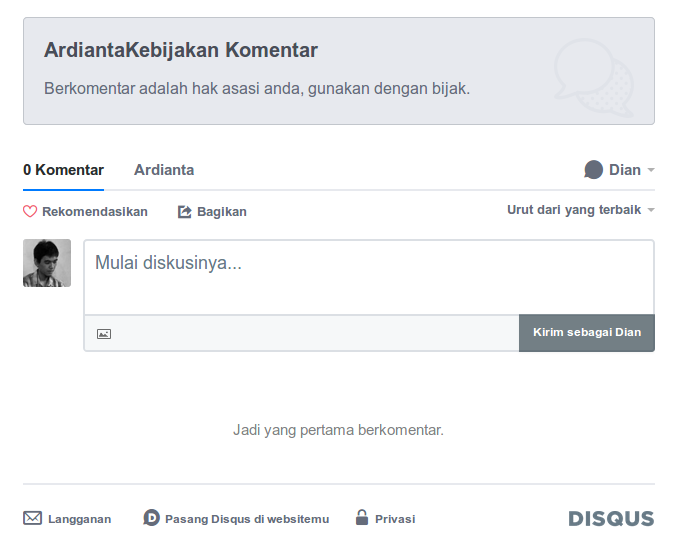 ArdiantaKebijakan Komentar
Berkomentar adalah hak asasi anda, gunakan dengan bijak.
0 Komentar Ardianta Dian
Rekomendasikan Bagikan Urut dari yang terbaik
Mulai diskusinya...
Kirim sebagai Dian
Jadi yang pertama berkomentar.
Langganan Pasang Disqus di websitemu Privasi DISQUS